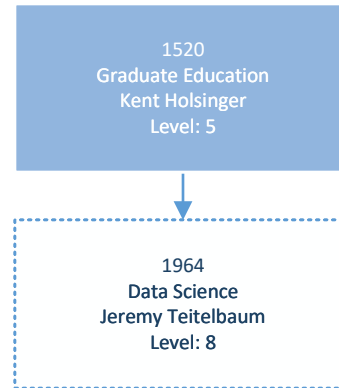 1520
Graduate Education
Kent Holsinger
Level: 5
1964
Data Science
Jeremy Teitelbaum
Level: 8